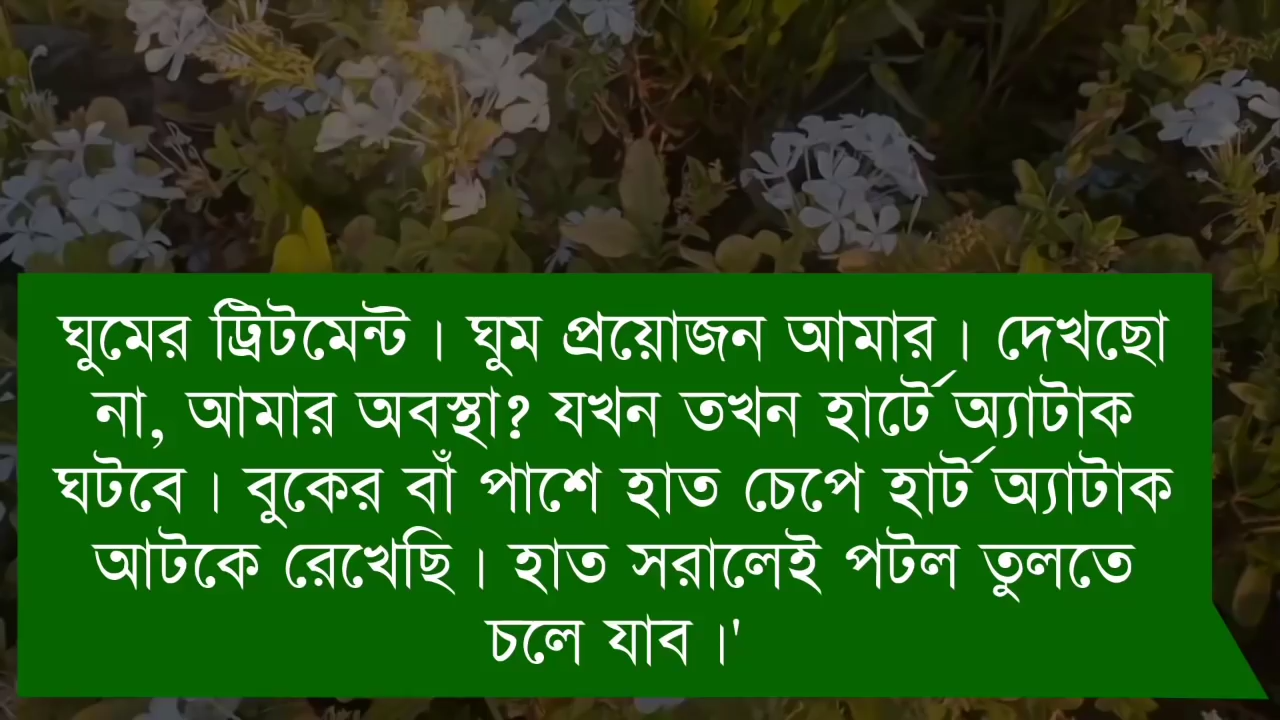 ঘুমের ট্রিটমেন্ট। ঘুম প্রয়োজন আমার। দেখছো
না, আমার অবস্থা? যখন তখন হার্টে অ্যাটাক
ঘটবে। বুকের বাঁ পাশে হাত চেপে হার্ট অ্যাটাক
আটকে রেখেছি। হাত সরালেই পটল তুলতে
চলে যাব।'